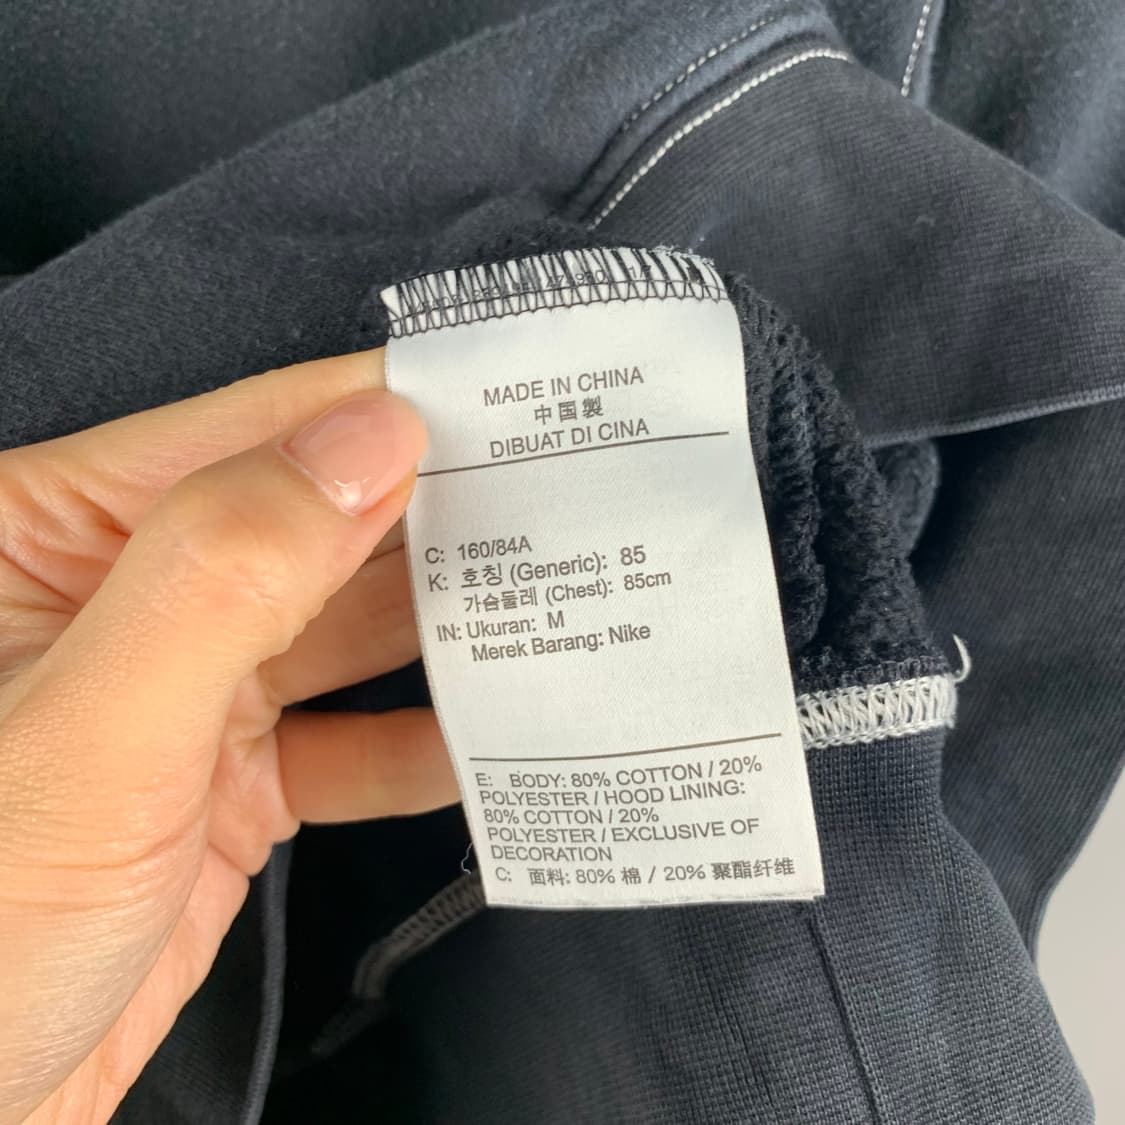 MADE IN CHINA
中国製
DIBUAT DI CINA
C: 160/84A
K: 호칭 (Generic): 85
가슴둘레 (Chest): 85cm
IN: Ukuran: M
Merek Barang: Nike
E: BODY: 80% COTTON / 20%
POLYESTER / HOOD LINING:
80% COTTON / 20%
POLYESTER / EXCLUSIVE OF
DECORATION
C: 面料: 80% 棉 / 20% 聚酯纤维